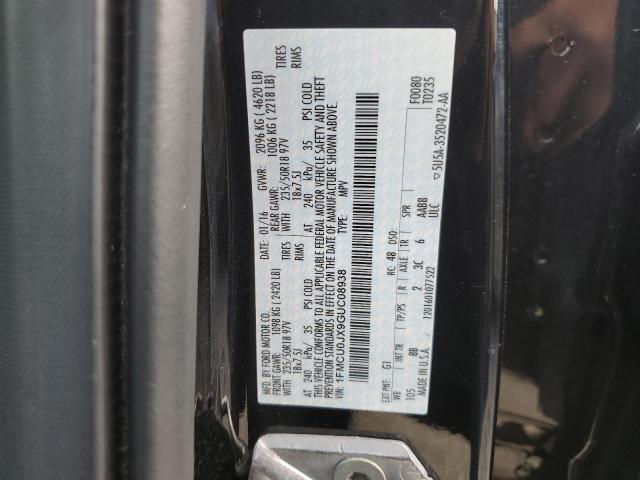 MFD. BY FORD MOTOR CO.
DATE: 01/16 GVWR: 2096 KG ( 4620 LB)
FRONT GAWR: 1098 KG ( 2420 LB) REAR GAWR: 1006 KG ( 2218 LB)
WITH 235/50R18 97V TIRES WITH 235/50R18 97V TIRES
18x7.5J RIMS 18x7.5J RIMS
AT 240 kPa/ 35 PSI COLD AT 240 kPa/ 35 PSI COLD
THIS VEHICLE CONFORMS TO ALL APPLICABLE FEDERAL MOTOR VEHICLE SAFETY AND THEFT
PREVENTION STANDARDS IN EFFECT ON THE DATE OF MANUFACTURE SHOWN ABOVE.
VIN: 1FMCU0JX9GUC08938 TYPE: MPV
F0080
T0235
EXT PNT: G1 RC: 48 DSO:
WB INT TR TP/PS R AXLE TR SPR
105 8B 2 3C 6 AABB
ULC
MADE IN U.S.A. 1201601077522
5U5A-3520472-AA